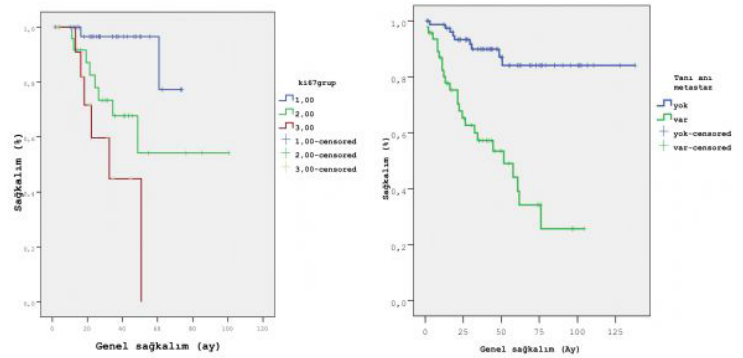 1,0
0,8
0,6
0,4
0,2
0,0
0
20
40
60
80
100
120
Sağkalım (%)
Genel sağkalım (ay)
ki67grup
1,00
2,00
3,00
1,00-censored
2,00-censored
3,00-censored
1,0
0,8
0,6
0,4
0,2
0,0
0
25
50
75
100
125
Sağkalım (%)
Genel sağkalım (Ay)
Tanı anı
metastaz
yok
var
yok-censored
var-censored